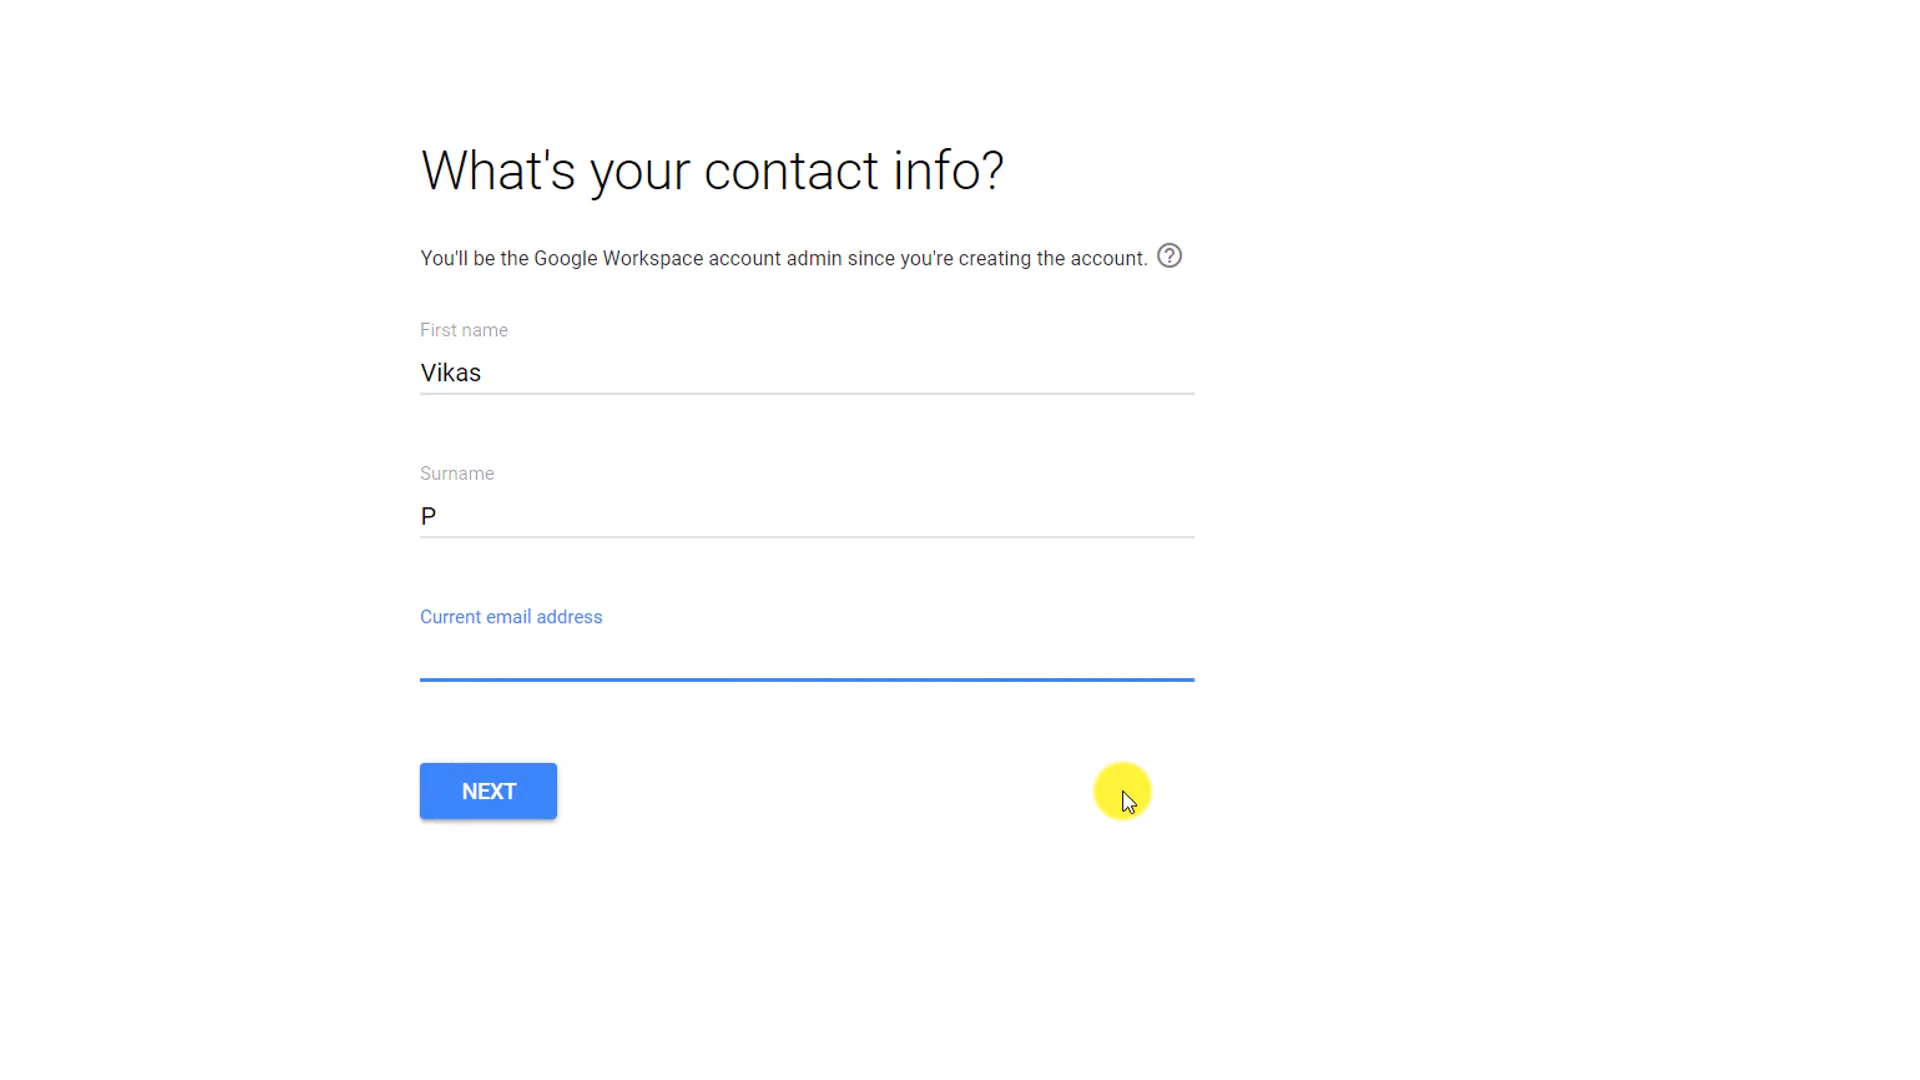 What's your contact info?
You'll be the Google Workspace account admin since you're creating the account. ?
First name
Vikas
Surname
P
Current email address
NEXT